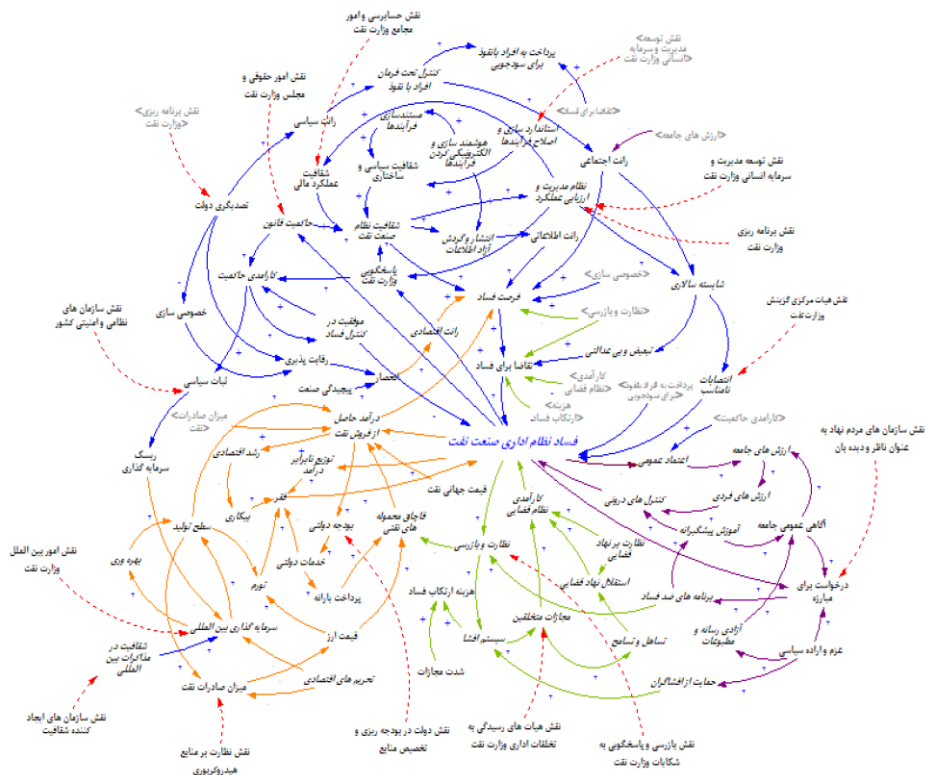 نقش حسابرسی و امور
مجامع وزارت نفت
پرداخت به افراد بانفوذ
برای سودجویی
<نقش توسعه
مدیریت و سرمایه
انسانی وزارت نفت>
نقش امور حقوقی و
مجلس وزارت نفت
کنترل تحت فرمان
افراد با نفوذ
<نقش برنامه ریزی
وزارت نفت>
رانت سیاسی
مستندسازی
فرآیندها
<تقاضا برای فساد>
استاندارد سازی و
اصلاح فرآیندها
<ارزش های جامعه>
هوشمند سازی و
الکترونیکی کردن
فرآیندها
رانت اجتماعی
شفافیت
عملکرد مالی
شفافیت سیاسی و
ساختاری
نظام مدیریت و
ارزیابی عملکرد
نقش توسعه مدیریت و
سرمایه انسانی وزارت نفت
تصدیگری دولت
حاکمیت قانون
شفافیت نظام
صنعت نفت
انتشار و گردش
آزاد اطلاعات
رانت اطلاعاتی
نقش برنامه ریزی
وزارت نفت
کارامدی حاکمیت
پاسخگویی
وزارت نفت
<خصوصی سازی>
شایسته سالاری
نقش سازمان های
نظامی و امنیتی کشور
خصوصی سازی
فرصت فساد
<نظارت و بازرسی>
نقش هیات مرکزی گزینش
وزارت نفت
موفقیت در
کنترل فساد
رانت اقتصادی
رقابت پذیری
تقاضا برای فساد
تبعیض و بی عدالتی
ثبات سیاسی
پیچیدگی صنعت
انحصار
<کارآمدی
نظام قضایی>
<پرداخت به افراد بانفوذ
برای سودجویی>
انتصابات
نامناسب
<میزان صادرات
نفت>
درآمد حاصل
از فروش نفت
<هزینه
ارتکاب فساد>
<کارآمدی حاکمیت>
فساد نظام اداری صنعت نفت
نقش سازمان های مردم نهاد به
عنوان ناظر و دیده بان
ریسک
سرمایه گذاری
رشد اقتصادی
توزیع نابرابر
درآمد
اعتماد عمومی
ارزش های جامعه
قیمت جهانی نفت
کارآمدی
نظام قضایی
کنترل های درونی
ارزش های فردی
بیکاری
فقر
قاچاق محموله
های نفتی
سطح تولید
بودجه دولتی
نظارت و بازرسی
نظارت بر نهاد
قضایی
آموزش پیشگیرانه
آگاهی عمومی جامعه
نقش امور بین الملل
وزارت نفت
بهره وری
تورم
خدمات دولتی
پرداخت یارانه
هزینه ارتکاب فساد
استقلال نهاد قضایی
برنامه های ضد فساد
درخواست برای
مبارزه
سرمایه گذاری بین المللی
قیمت ارز
مجازات متخلفین
سیستم افشا
تساهل و تسامح
آزادی رسانه و
مطبوعات
عزم و اراده سیاسی
شفافیت در
مذاکرات بین
المللی
میزان صادرات نفت
تحریم های اقتصادی
شدت مجازات
حمایت از افشاگران
نقش سازمان های ایجاد
کننده شفافیت
نقش نظارت بر منابع
هیدروکربوری
نقش دولت در بودجه ریزی و
تخصیص منابع
نقش هیات های رسیدگی به
تخلفات اداری وزارت نفت
نقش بازرسی و پاسخگویی به
شکایات وزارت نفت